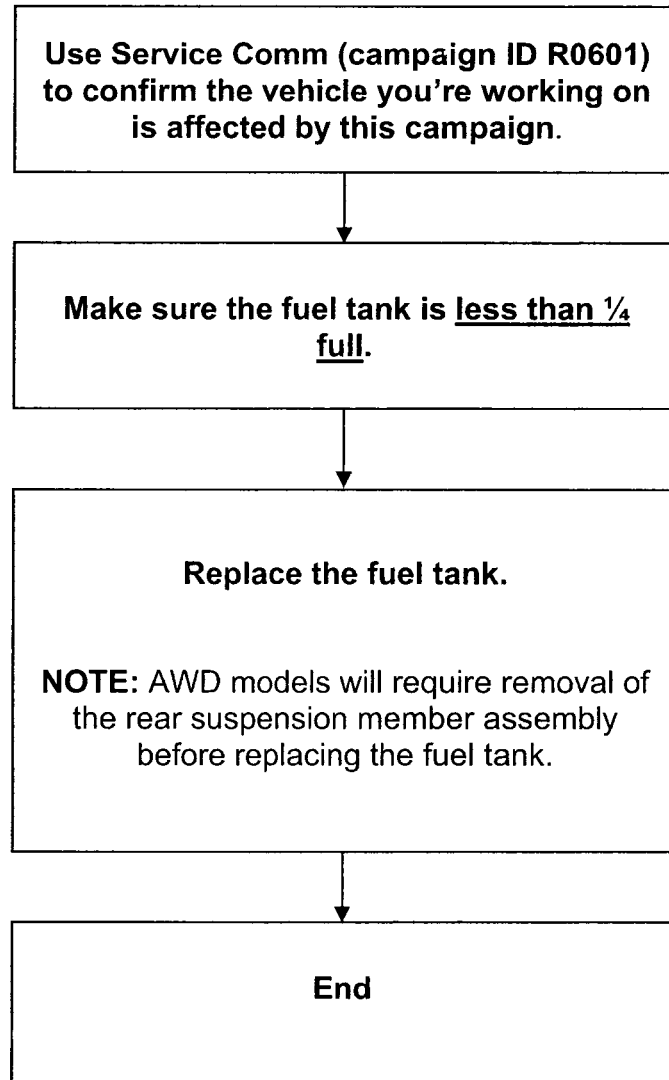 Use Service Comm (campaign ID R0601)
to confirm the vehicle you're working on
is affected by this campaign.
Make sure the fuel tank is less than ¼
full.
Replace the fuel tank.
NOTE: AWD models will require removal of
the rear suspension member assembly
before replacing the fuel tank.
End